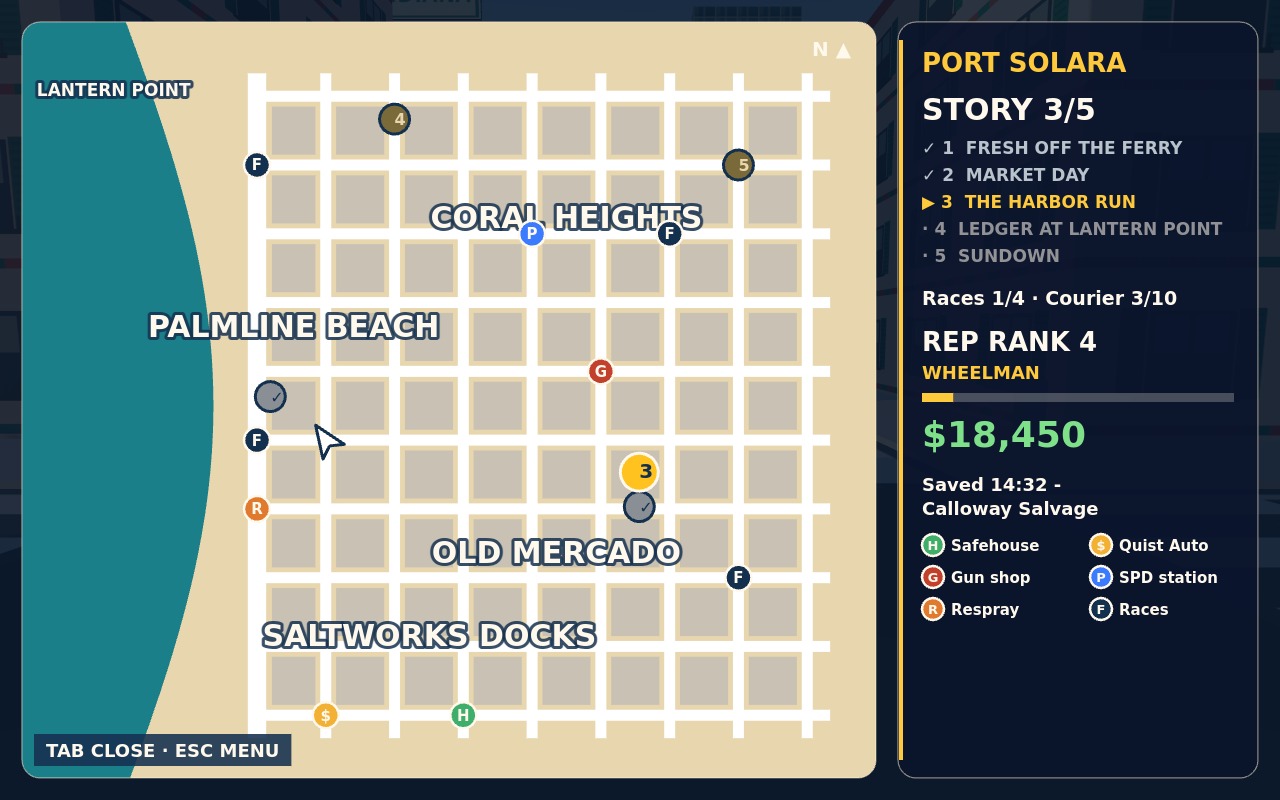 N ▲
LANTERN POINT
4
F
5
CORAL HEIGHTS
P
F
PALMLINE BEACH
G
✓
F
3
R
✓
OLD MERCADO
F
SALTWORKS DOCKS
$
H
TAB CLOSE · ESC MENU
PORT SOLARA
STORY 3/5
✓ 1 FRESH OFF THE FERRY
✓ 2 MARKET DAY
▶ 3 THE HARBOR RUN
· 4 LEDGER AT LANTERN POINT
· 5 SUNDOWN
Races 1/4 · Courier 3/10
REP RANK 4
WHEELMAN
$18,450
Saved 14:32 -
Calloway Salvage
H Safehouse
$ Quist Auto
G Gun shop
P SPD station
R Respray
F Races